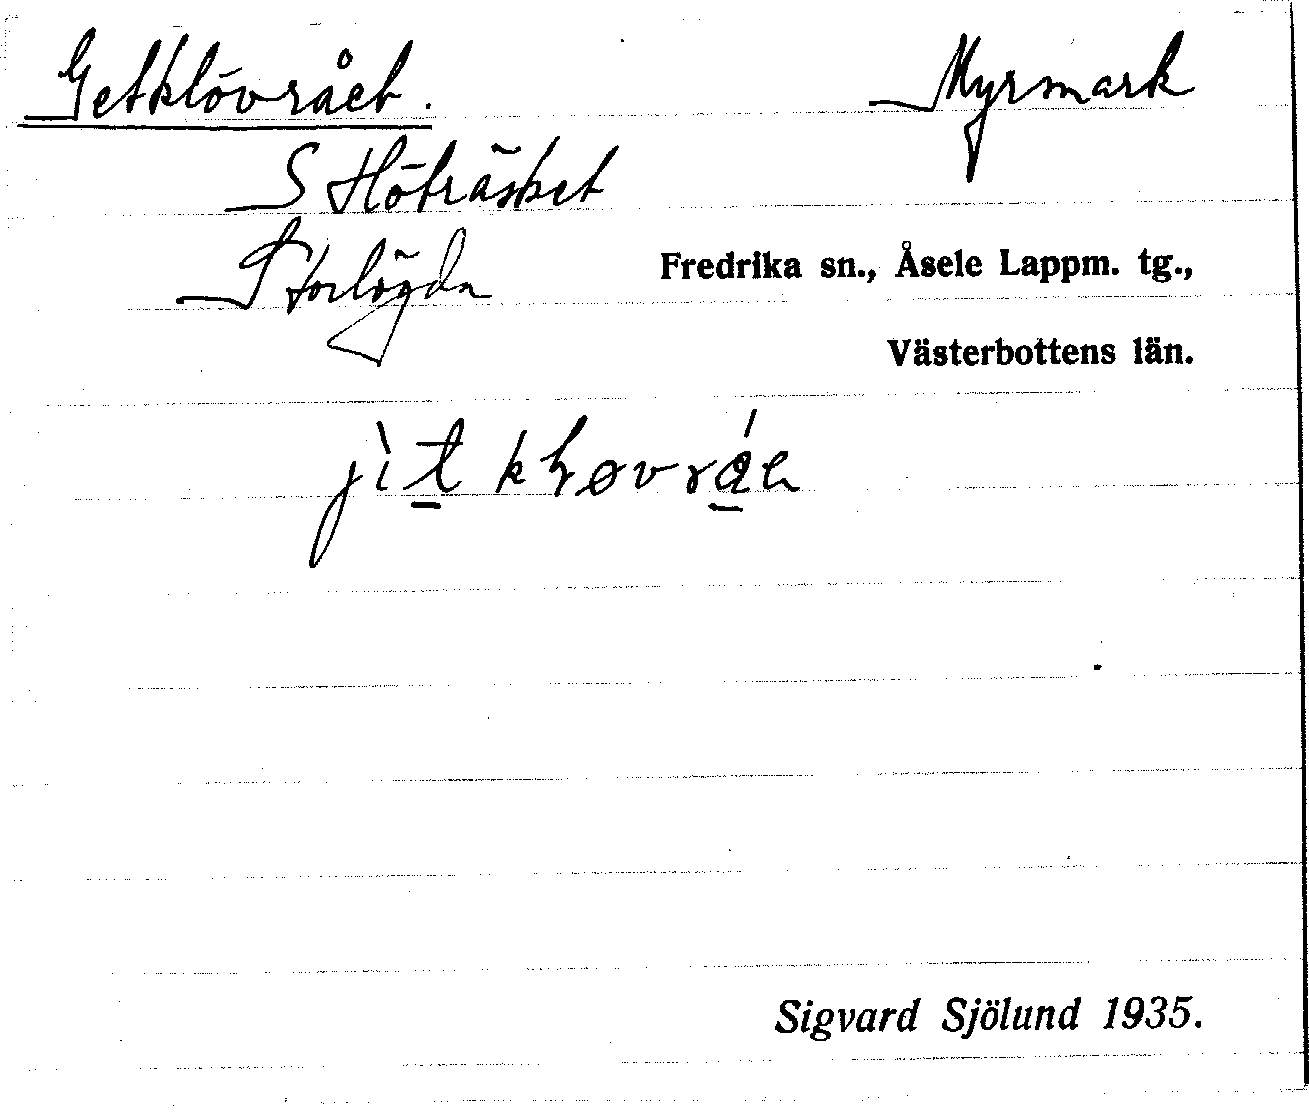 Getklövrået. Myrmark
S Hötråsket
Storlögda Fredrika sn., Åsele Lappm. tg.,
Västerbottens län.
Sigvard Sjölund 1935.